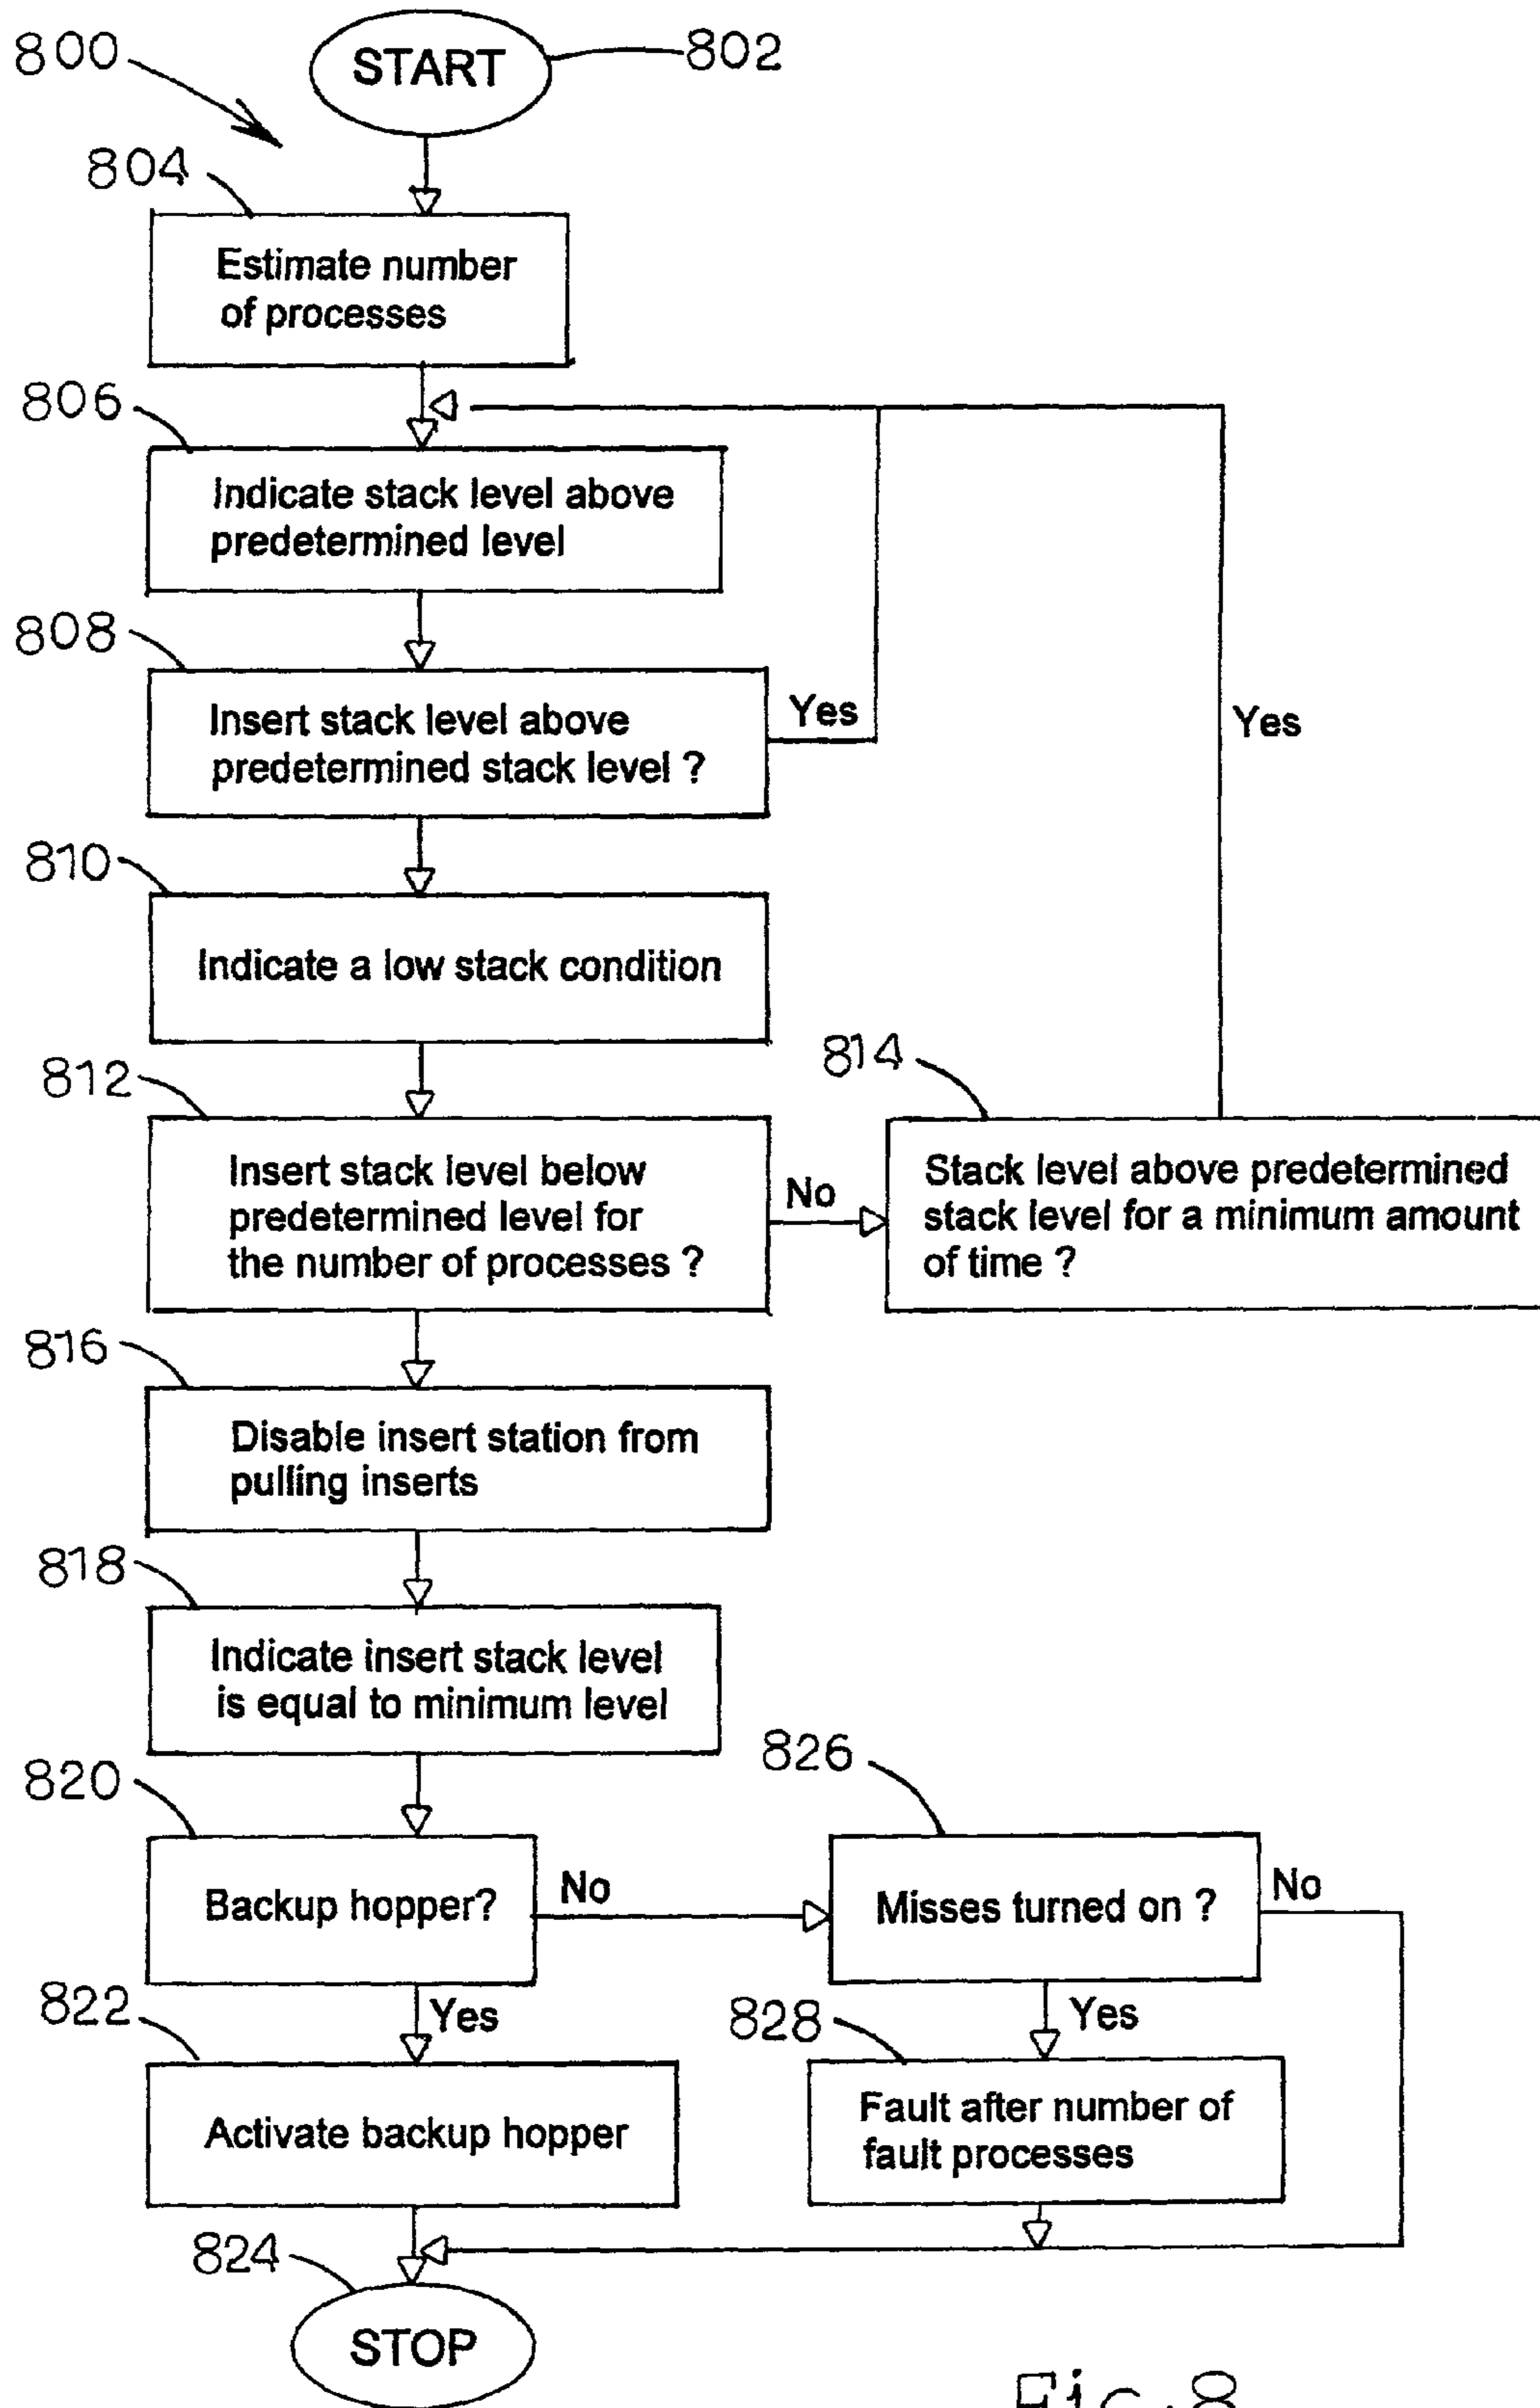 800
START
802
804
Estimate number
of processes
806
Indicate stack level above
predetermined level
808
Insert stack level above
predetermined stack level ?
Yes
Yes
810
Indicate a low stack condition
812
Insert stack level below
predetermined level for
the number of processes ?
No
814
Stack level above predetermined
stack level for a minimum amount
of time ?
816
Disable insert station from
pulling inserts
818
Indicate insert stack level
is equal to minimum level
820
Backup hopper?
No
826
Misses turned on ?
No
822
Yes
Activate backup hopper
828
Yes
Fault after number of
fault processes
824
STOP
Fig.8